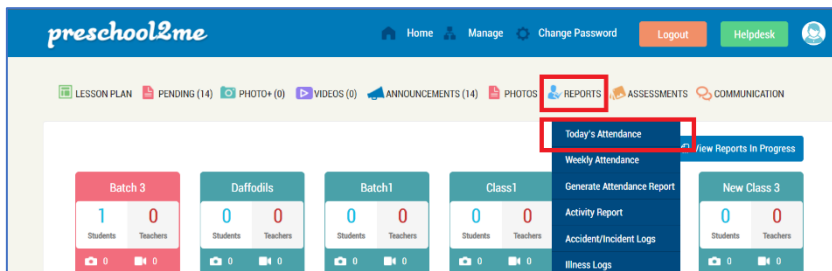 preschool2me Home Manage Change Password Logout Helpdesk
LESSON PLAN PENDING (14) PHOTO+ (0) VIDEOS (0) ANNOUNCEMENTS (14) PHOTOS REPORTS ASSESSMENTS COMMUNICATION
Today's Attendance
View Reports In Progress
Weekly Attendance
Generate Attendance Report
Activity Report
Accident/Incident Logs
Illness Logs
Batch 3 Daffodils Batch1 Class1 New Class 3
1 0 0 0 0 0 0 0 0 0
Students Teachers Students Teachers Students Teachers Students Teachers Students Teachers
0 0 0 0 0 0 0 0 0 0